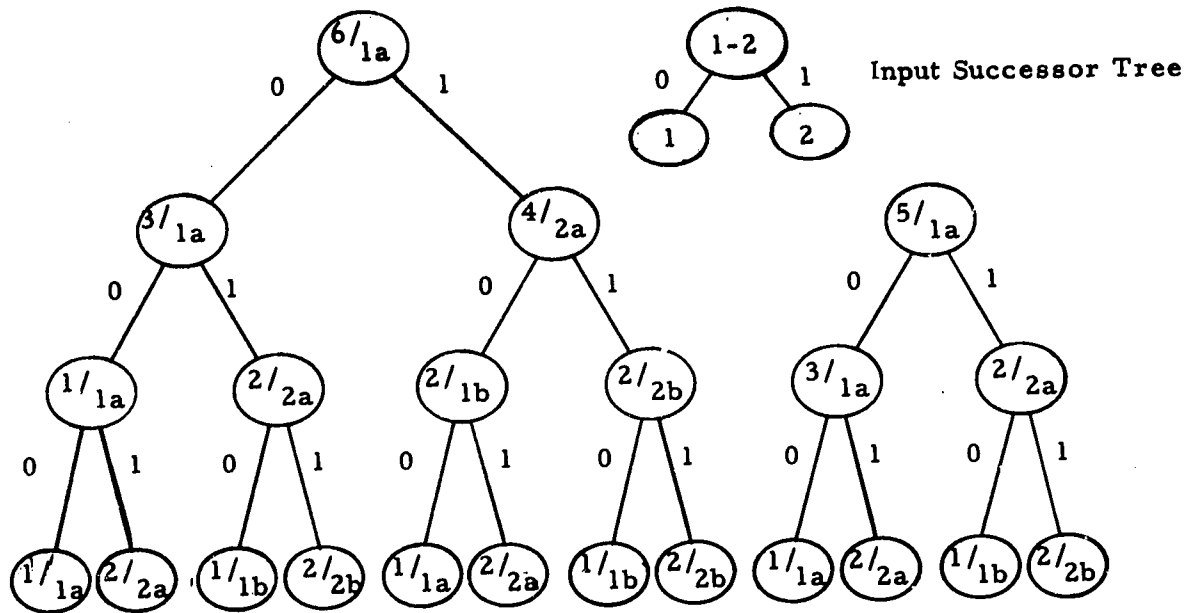 6/1a 1-2
0 1 0 1 Input Successor Tree
1 2
3/1a 4/2a 5/1a
0 1 0 1 0 1
1/1a 2/2a 2/1b 2/2b 3/1a 2/2a
0 1 0 1 0 1 0 1 0 1 0 1
1/1a 2/2a 1/1b 2/2b 1/1a 2/2a 1/1b 2/2b 1/1a 2/2a 1/1b 2/2b